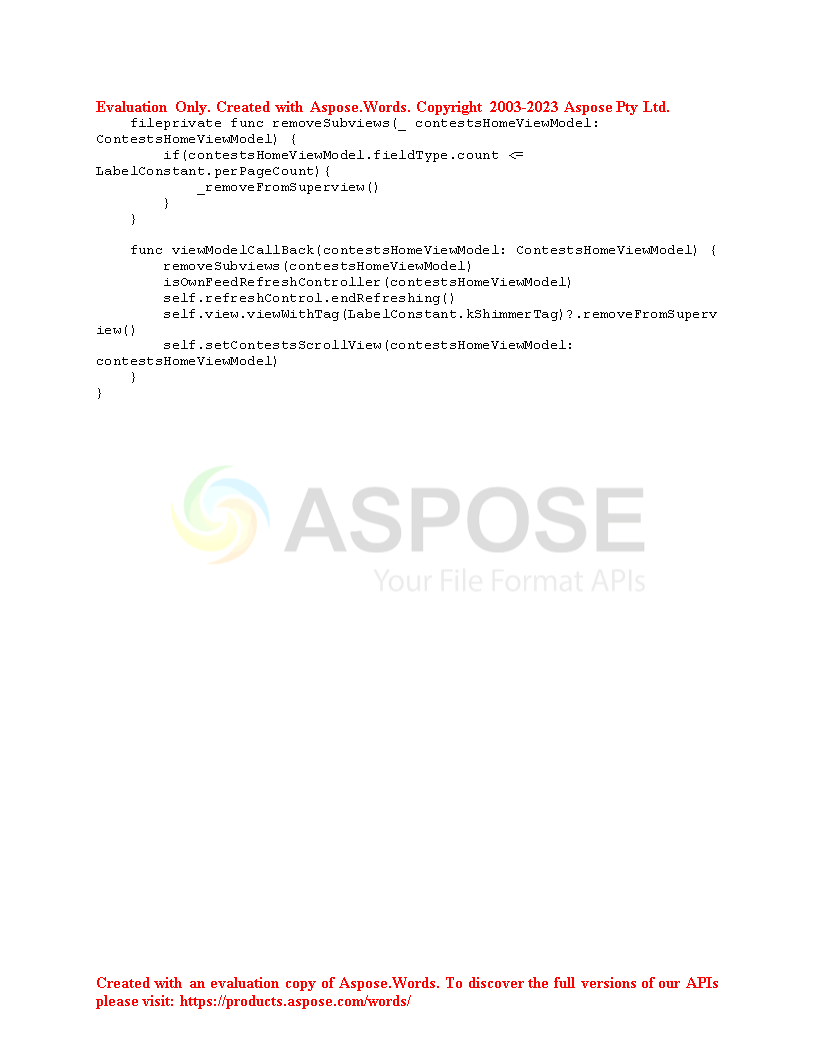 Evaluation Only. Created with Aspose.Words. Copyright 2003-2023 Aspose Pty Ltd.
    fileprivate func removeSubviews(_ contestsHomeViewModel:
ContestsHomeViewModel) {
        if(contestsHomeViewModel.fieldType.count <=
LabelConstant.perPageCount){
            _removeFromSuperview()
        }
    }
    func viewModelCallBack(contestsHomeViewModel: ContestsHomeViewModel) {
        removeSubviews(contestsHomeViewModel)
        isOwnFeedRefreshController(contestsHomeViewModel)
        self.refreshControl.endRefreshing()
        self.view.viewWithTag(LabelConstant.kShimmerTag)?.removeFromSuperv
iew()
        self.setContestsScrollView(contestsHomeViewModel:
contestsHomeViewModel)
    }
}
ASPOSE
Your File Format APIs
Created with an evaluation copy of Aspose.Words. To discover the full versions of our APIs
please visit: https://products.aspose.com/words/